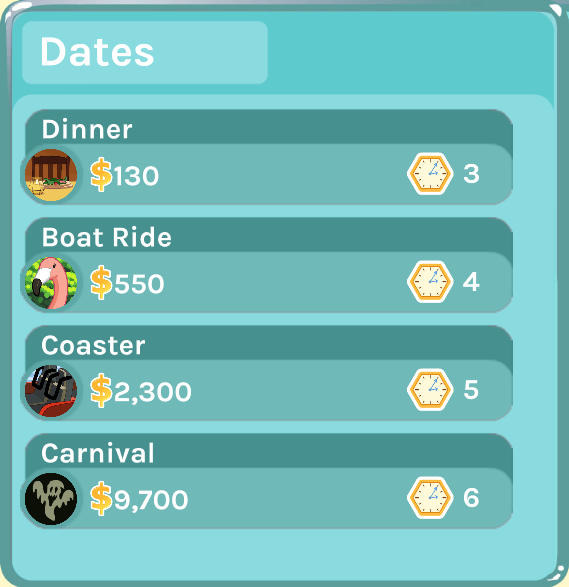 Dates
Dinner
$130 3
Boat Ride
$550 4
Coaster
$2,300 5
Carnival
$9,700 6